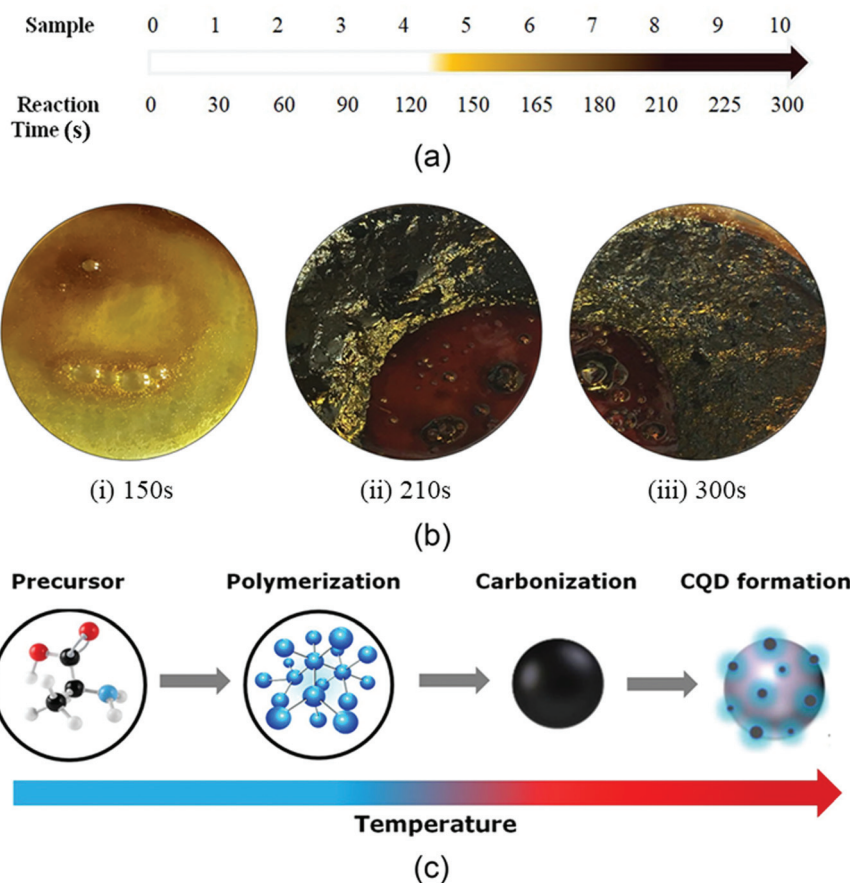 Sample 0 1 2 3 4 5 6 7 8 9 10
Reaction
Time (s) 0 30 60 90 120 150 165 180 210 225 300
(a)
(i) 150s (ii) 210s (iii) 300s
(b)
Precursor Polymerization Carbonization CQD formation
Temperature
(c)